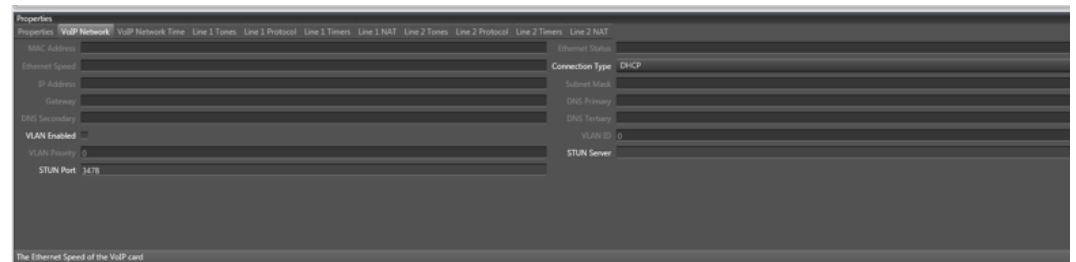 Properties
Properties VoIP Network VoIP Network Time Line 1 Tones Line 1 Protocol Line 1 Timers Line 1 NAT Line 2 Tones Line 2 Protocol Line 2 Timers Line 2 NAT
MAC Address Ethernet Status
Ethernet Speed Connection Type DHCP
IP Address Subnet Mask
Gateway DNS Primary
DNS Secondary DNS Tertiary
VLAN Enabled VLAN ID 0
VLAN Priority 0 STUN Server
STUN Port 3478
The Ethernet Speed of the VoIP card